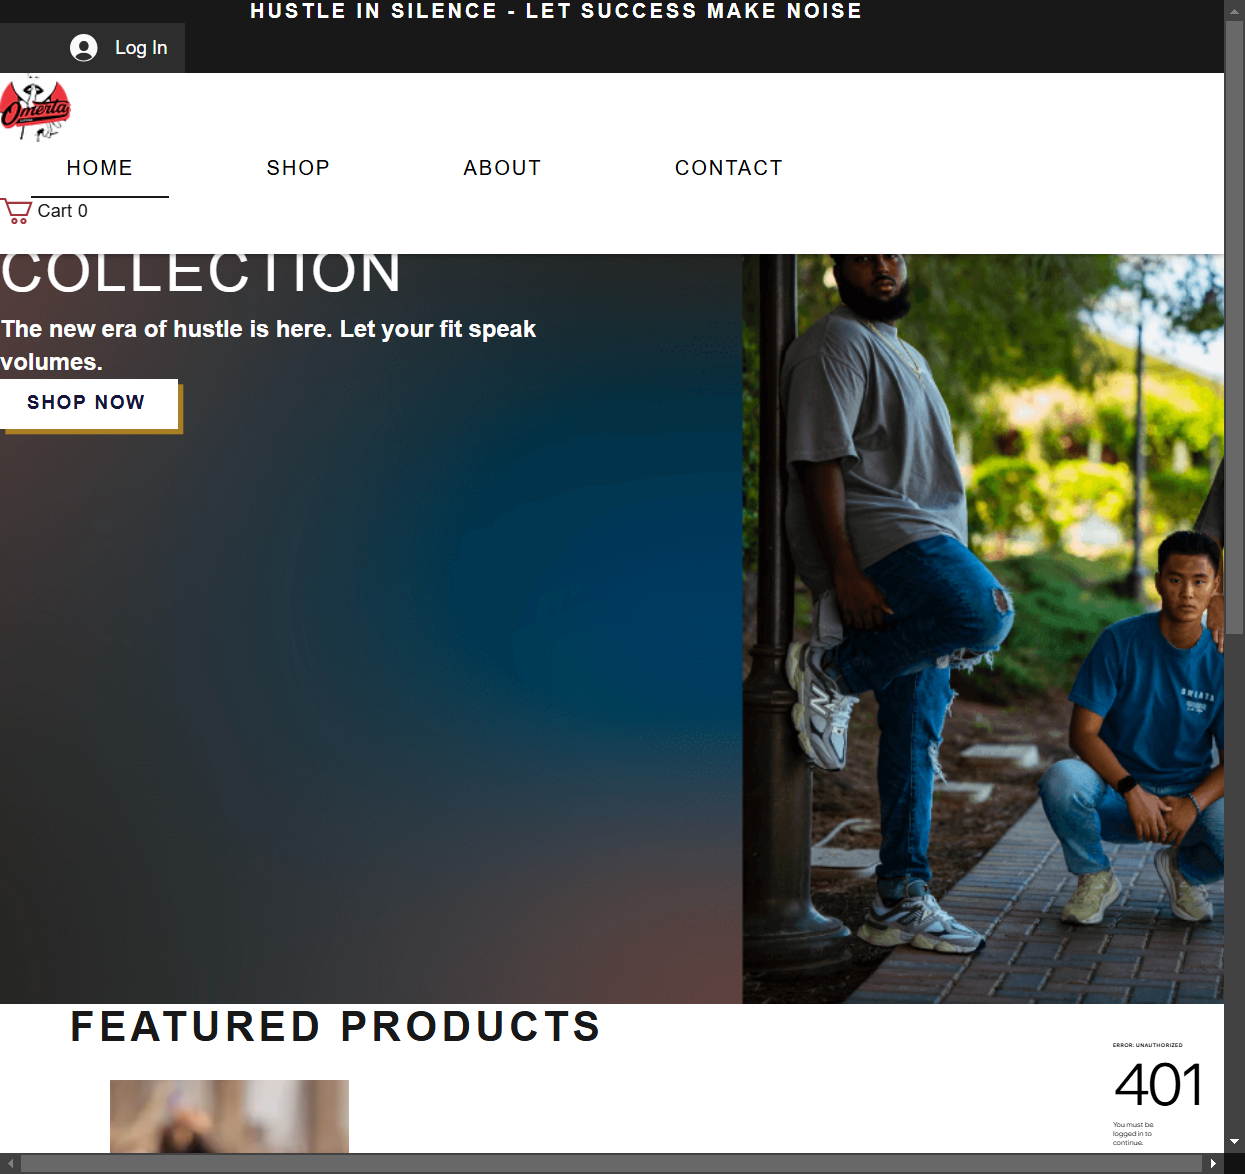 HUSTLE IN SILENCE - LET SUCCESS MAKE NOISE
Log In
Omerta
HOME
SHOP
ABOUT
CONTACT
Cart 0
COLLECTION
The new era of hustle is here. Let your fit speak
volumes.
SHOP NOW
N
FEATURED PRODUCTS
ERROR: UNAUTHORIZED
401
You must be
logged in to
continue.